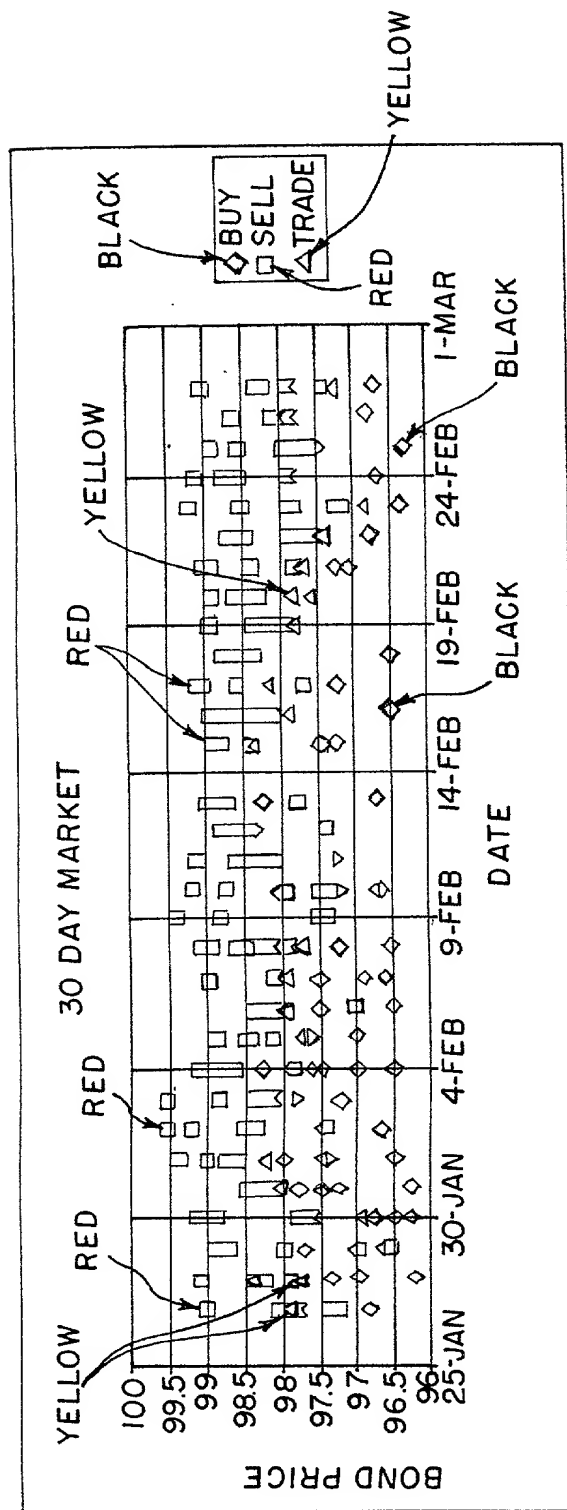 30 DAY MARKET
BLACK
BUY
SELL
TRADE
RED
YELLOW
RED
RED
RED
YELLOW
YELLOW
BLACK
BLACK
BOND PRICE
100
99.5
99
98.5
98
97.5
97
96.5
96
25-JAN
30-JAN
4-FEB
9-FEB
14-FEB
19-FEB
24-FEB
1-MAR
DATE